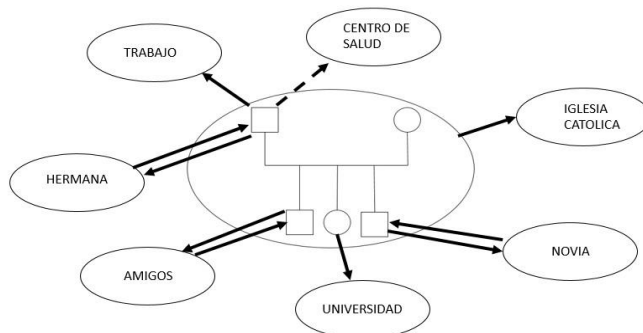 CENTRO DE
SALUD
TRABAJO
IGLESIA
CATOLICA
HERMANA
NOVIA
AMIGOS
UNIVERSIDAD